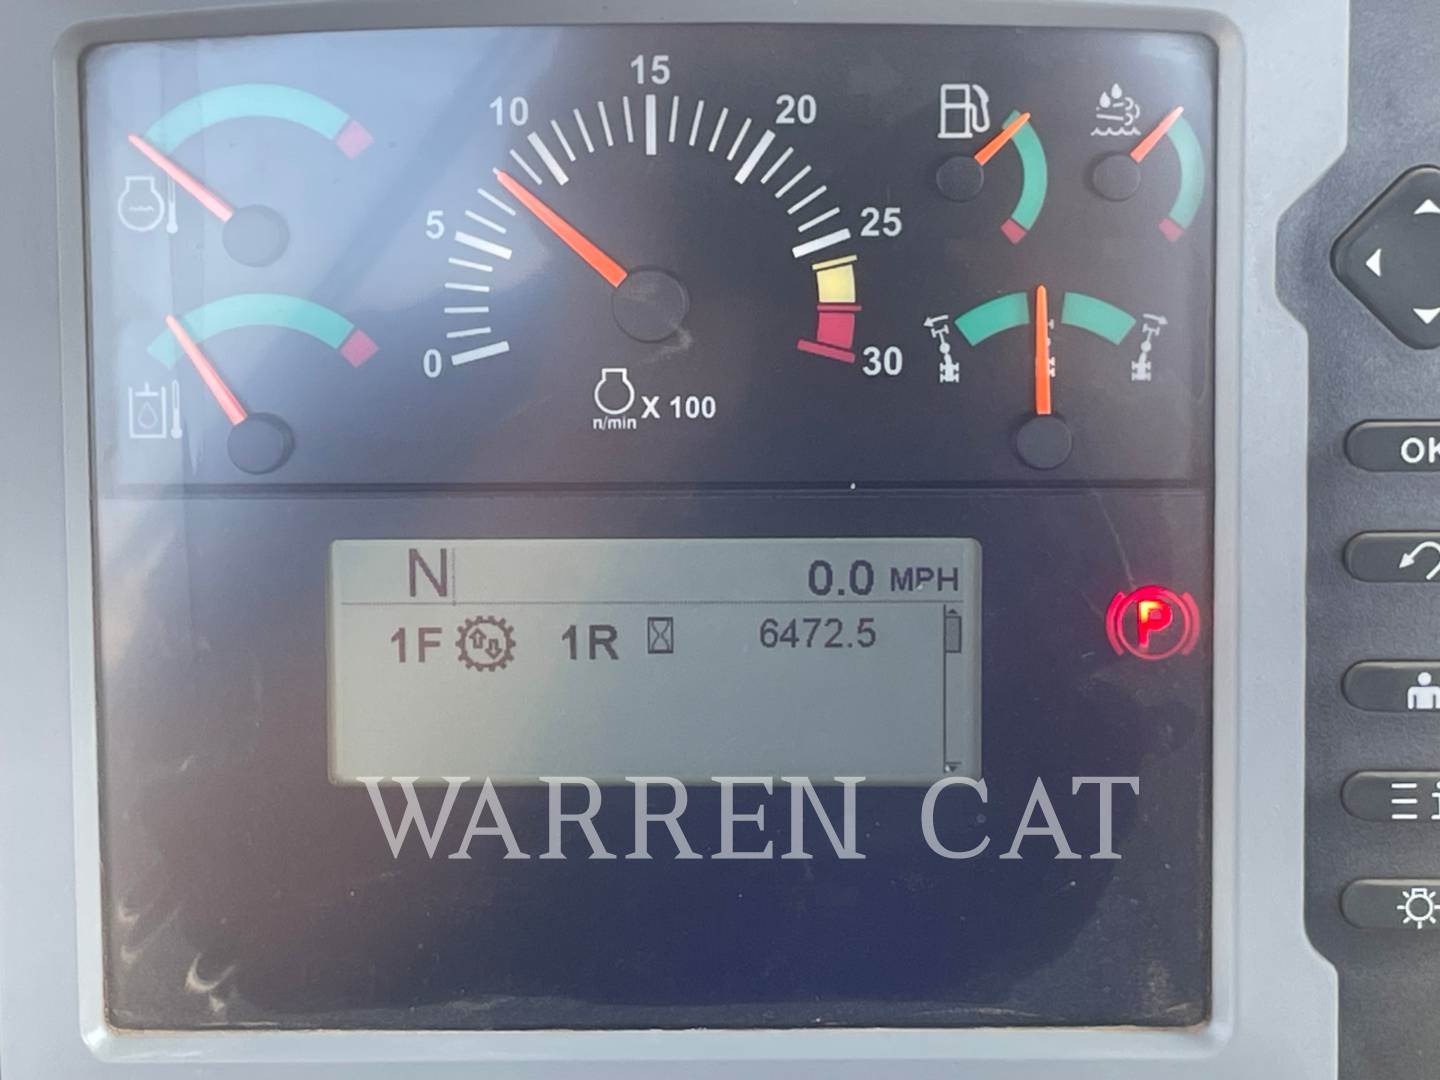 15
10 20
5 25
0 30
n/min X 100
N 0.0 MPH
1F 1R 6472.5
P
OK
WARREN CAT